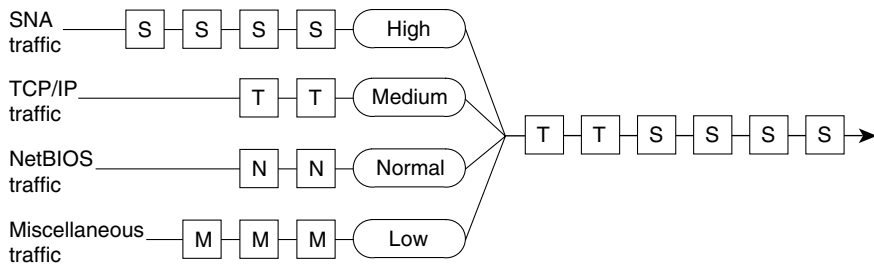 SNA
traffic
S S S S High
TCP/IP
traffic
T T Medium
T T S S S S
NetBIOS
traffic
N N Normal
Miscellaneous
traffic
M M M Low